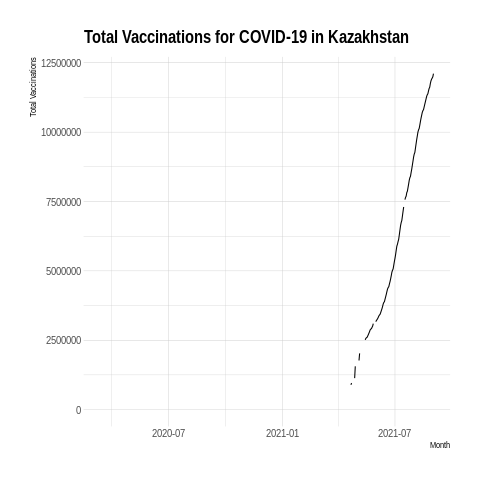 Total Vaccinations for COVID-19 in Kazakhstan
Total Vaccinations
12500000
10000000
7500000
5000000
2500000
0
2020-07 2021-01 2021-07
Month